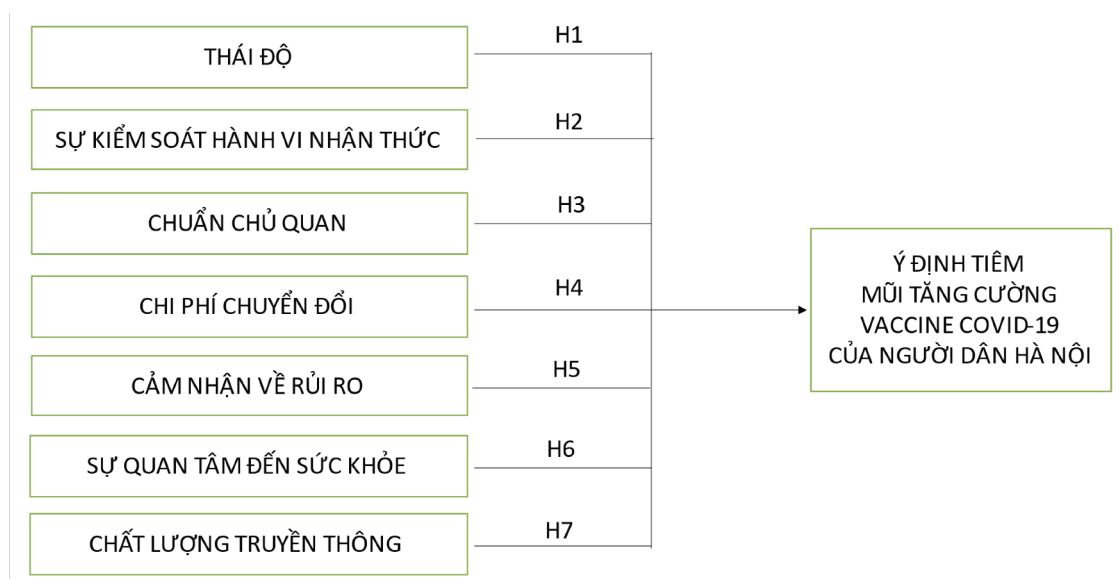 THÁI ĐỘ
H1
SỰ KIỂM SOÁT HÀNH VI NHẬN THỨC
H2
CHUẨN CHỦ QUAN
H3
CHI PHÍ CHUYỂN ĐỔI
H4
CẢM NHẬN VỀ RỦI RO
H5
SỰ QUAN TÂM ĐẾN SỨC KHỎE
H6
CHẤT LƯỢNG TRUYỀN THÔNG
H7
Ý ĐỊNH TIÊM
MŨI TĂNG CƯỜNG
VACCINE COVID-19
CỦA NGƯỜI DÂN HÀ NỘI